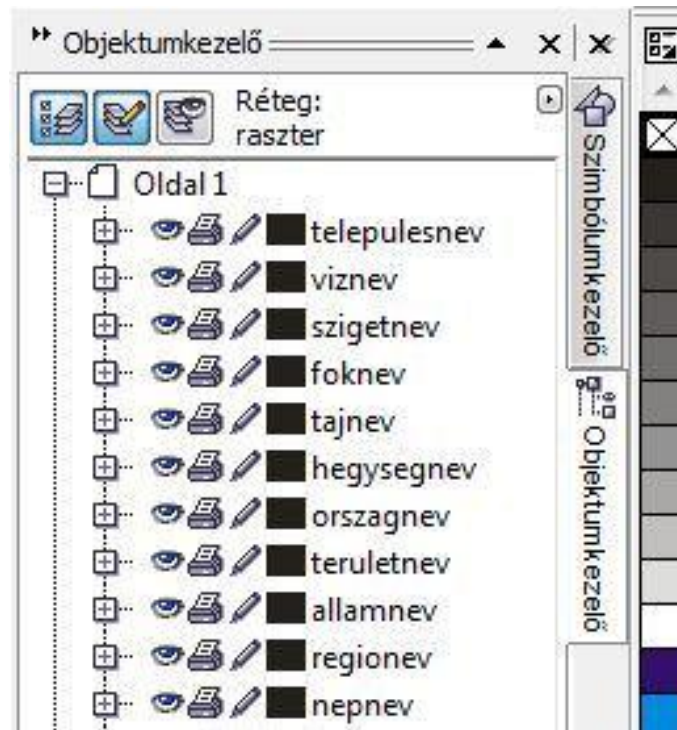 Objektumkezelő
Réteg:
raszter
Oldal 1
telepulesnev
viznev
szigetnev
foknev
tajnev
hegysegnev
orszagnev
teruletnev
allamnev
regionev
nepnev
Szimbólumkezelő
Objektumkezelő